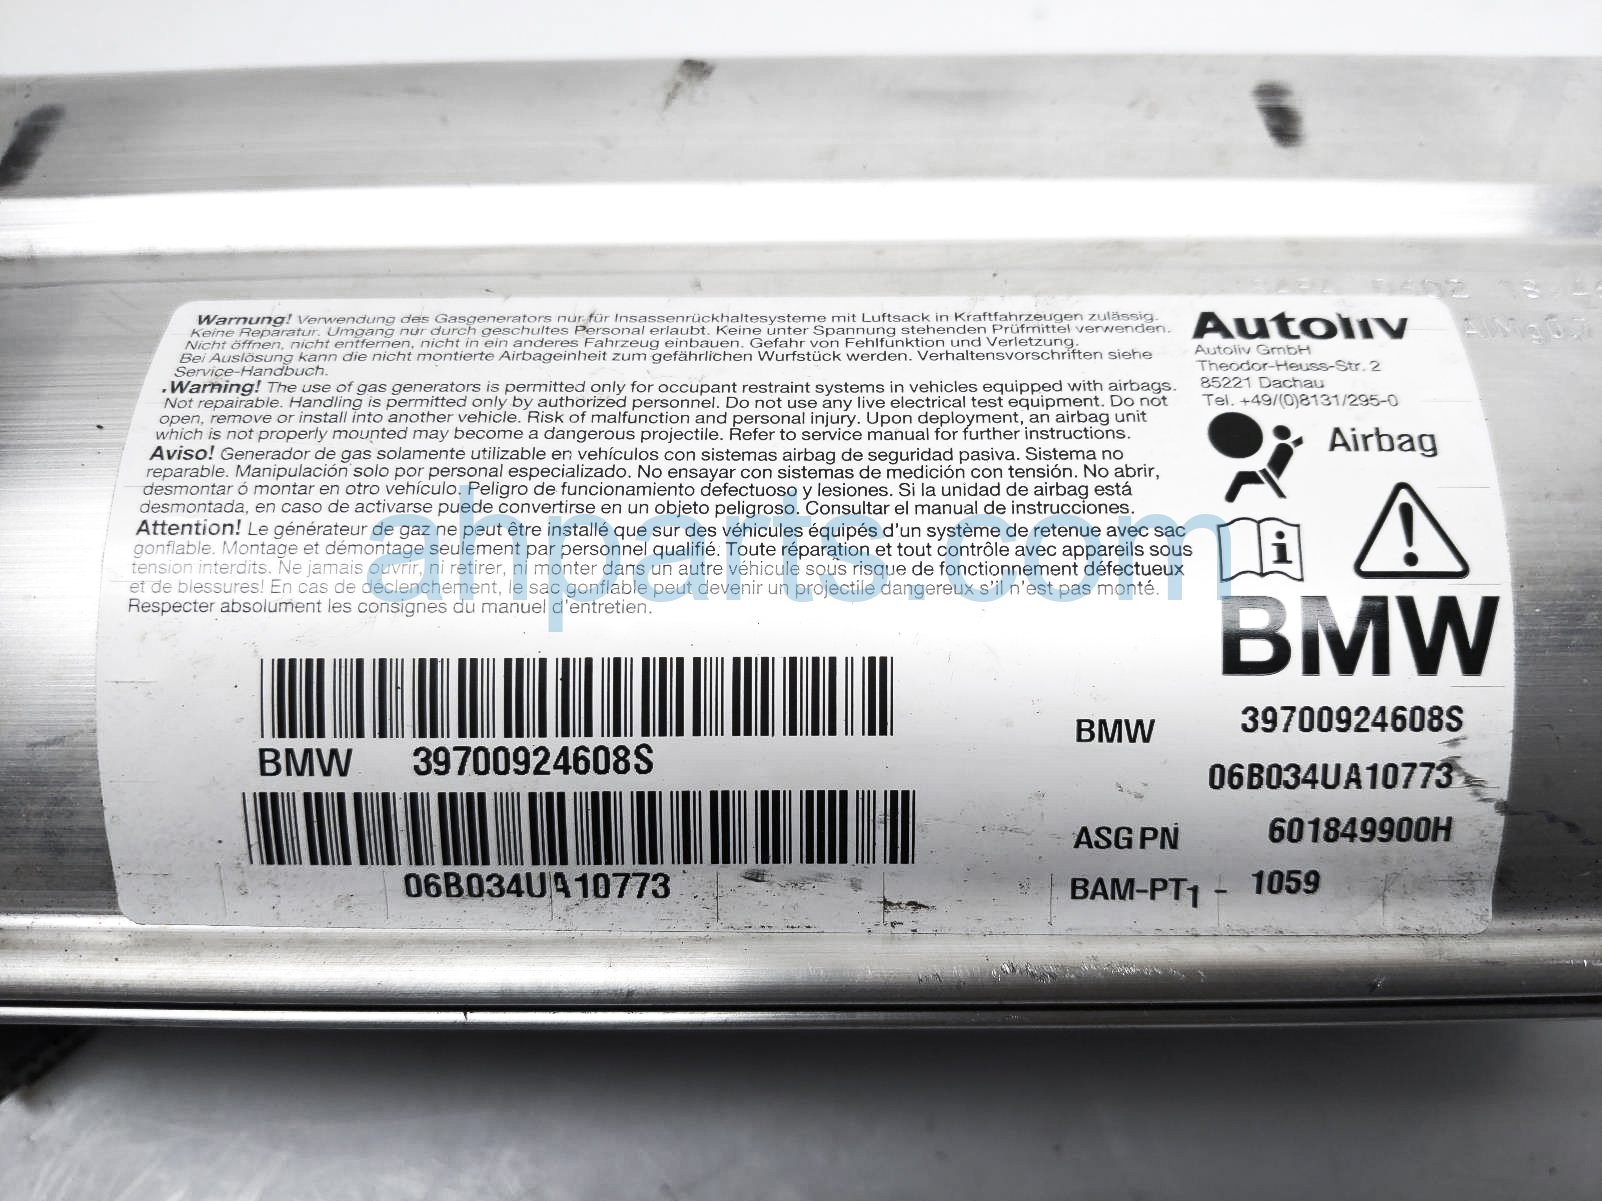 Warnung! Verwendung des Gasgenerators nur für Insassenrückhaltesysteme mit Luftsack in Kraftfahrzeugen zulässig.
Keine Reparatur. Umgang nur durch geschultes Personal erlaubt. Keine unter Spannung stehenden Prüfmittel verwenden.
Nicht öffnen, nicht entfernen, nicht in ein anderes Fahrzeug einbauen. Gefahr von Fehlfunktion und Verletzung.
Bei Auslösung kann die nicht montierte Airbageinheit zum gefährlichen Wurfstück werden. Verhaltensvorschriften siehe
Service-Handbuch.
Warning! The use of gas generators is permitted only for occupant restraint systems in vehicles equipped with airbags.
Not repairable. Handling is permitted only by authorized personnel. Do not use any live electrical test equipment. Do not
open, remove or install into another vehicle. Risk of malfunction and personal injury. Upon deployment, an airbag unit
which is not properly mounted may become a dangerous projectile. Refer to service manual for further instructions.
Aviso! Generador de gas solamente utilizable en vehículos con sistemas airbag de seguridad pasiva. Sistema no
reparable. Manipulación solo por personal especializado. No ensayar con sistemas de medición con tensión. No abrir,
desmontar ó montar en otro vehículo. Peligro de funcionamiento defectuoso y lesiones. Si la unidad de airbag está
desmontada, en caso de activarse puede convertirse en un objeto peligroso. Consultar el manual de instrucciones.
Attention! Le générateur de gaz ne peut être installé que sur des véhicules équipés d'un système de retenue avec sac
gonflable. Montage et démontage seulement par personnel qualifié. Toute réparation et tout contrôle avec appareils sous
tension interdits. Ne jamais ouvrir, ni retirer, ni monter dans un autre véhicule sous risque de fonctionnement défectueux
et de blessures! En cas de déclenchement, le sac gonflable peut devenir un projectile dangereux s'il n'est pas monté.
Respecter absolument les consignes du manuel d'entretien.
Autoliv
Autoliv GmbH
Theodor-Heuss-Str. 2
85221 Dachau
Tel. +49/(0)8131/295-0
Airbag
i
!
BMW
ahparts.com
BMW 39700924608S
06B034UA10773
BMW 39700924608S
06B034UA10773
ASG PN 601849900H
BAM-PT1 - 1059